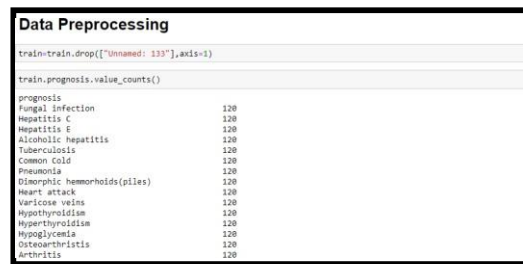 Data Preprocessing
train=train.drop(["Unnamed: 133"],axis=1)
train.prognosis.value_counts()
prognosis
Fungal infection 120
Hepatitis C 120
Hepatitis E 120
Alcoholic hepatitis 120
Tuberculosis 120
Common Cold 120
Pneumonia 120
Dimorphic hemmorhoids(piles) 120
Heart attack 120
Varicose veins 120
Hypothyroidism 120
Hyperthyroidism 120
Hypoglycemia 120
Osteoarthristis 120
Arthritis 120